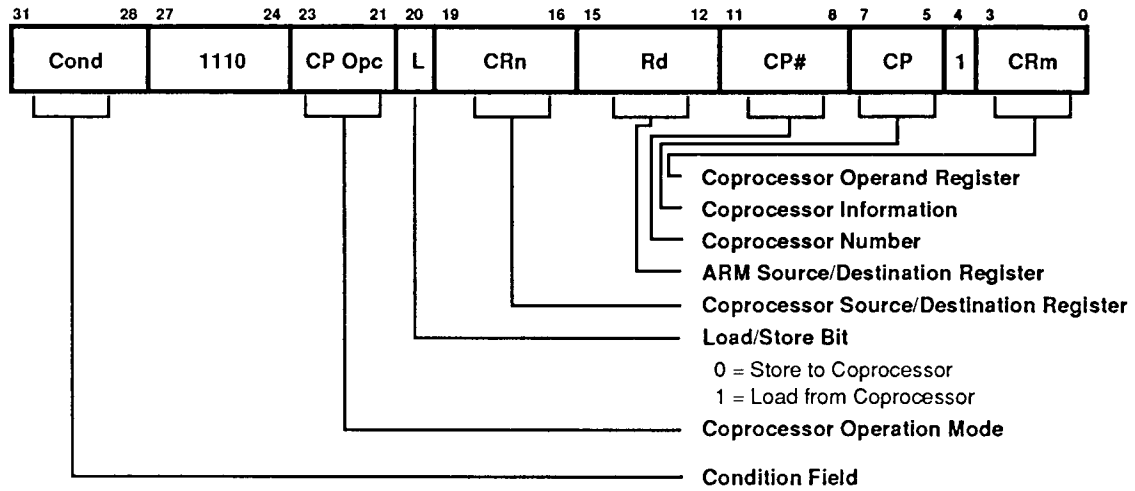 31 28 27 24 23 21 20 19 16 15 12 11 8 7 5 4 3 0
Cond 1110 CP Opc L CRn Rd CP# CP 1 CRm
Coprocessor Operand Register
Coprocessor Information
Coprocessor Number
ARM Source/Destination Register
Coprocessor Source/Destination Register
Load/Store Bit
0 = Store to Coprocessor
1 = Load from Coprocessor
Coprocessor Operation Mode
Condition Field